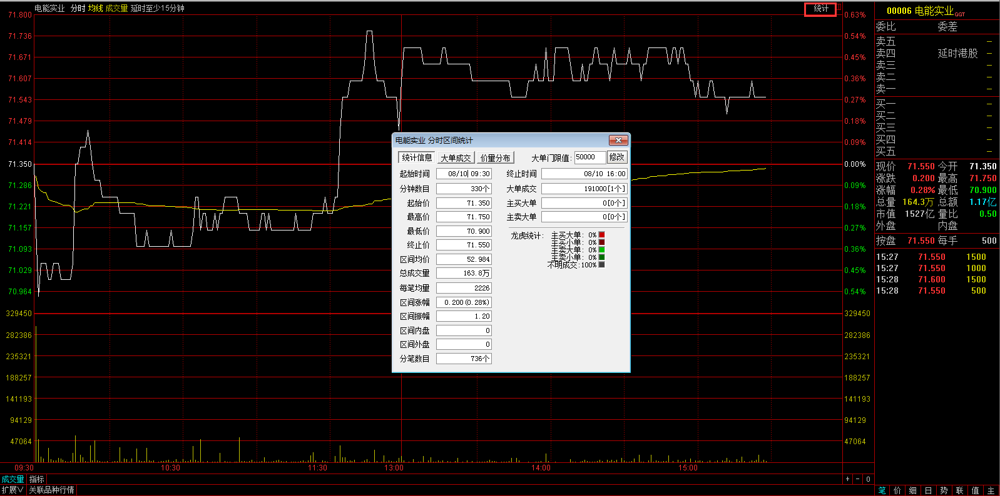 电能实业 分时 均线 成交量 延时至少15分钟
统计
71.800
71.736
71.671
71.607
71.543
71.479
71.414
71.350
71.286
71.221
71.157
71.093
71.029
70.964
329450
282386
235321
188257
141193
94129
47064
0.63%
0.54%
0.45%
0.36%
0.27%
0.18%
0.09%
0.00%
0.09%
0.18%
0.27%
0.36%
0.45%
0.54%
329450
282386
235321
188257
141193
94129
47064
09:30 10:30 11:30 13:00 14:00 15:00
成交量 指标
+ - 0
扩展∨ 关联品种行情
电能实业 分时区间统计
统计信息 大单成交 价量分布 大单门限值: 50000 修改
起始时间 08/10 09:30 终止时间 08/10 16:00
分钟数目 330个 大单成交 191000[1个]
起始价 71.350 主买大单 0[0个]
最高价 71.750 主卖大单 0[0个]
最低价 70.900
终止价 71.550
区间均价 52.984
总成交量 163.8万
每笔均量 2226
区间涨幅 0.200(0.28%)
区间振幅 1.20
区间内盘 0
区间外盘 0
分笔数目 736个
龙虎统计: 主买大单: 0%
主买小单: 0%
主卖大单: 0%
主卖小单: 0%
不明成交:100%
00006 电能实业GGT
委比 委差
卖五 –
卖四 延时港股 –
卖三 –
卖二 –
卖一 –
买一 –
买二 –
买三 –
买四 –
买五 –
现价 71.550 今开 71.350
涨跌 0.200 最高 71.750
涨幅 0.28% 最低 70.900
总量 164.3万 总额 1.17亿
市值 1527亿 量比 0.50
外盘 内盘
按盘 71.550 每手 500
15:27 71.550 1500
15:27 71.550 1000
15:28 71.600 1500
15:28 71.550 500
笔 价 细 日 势 联 值 主